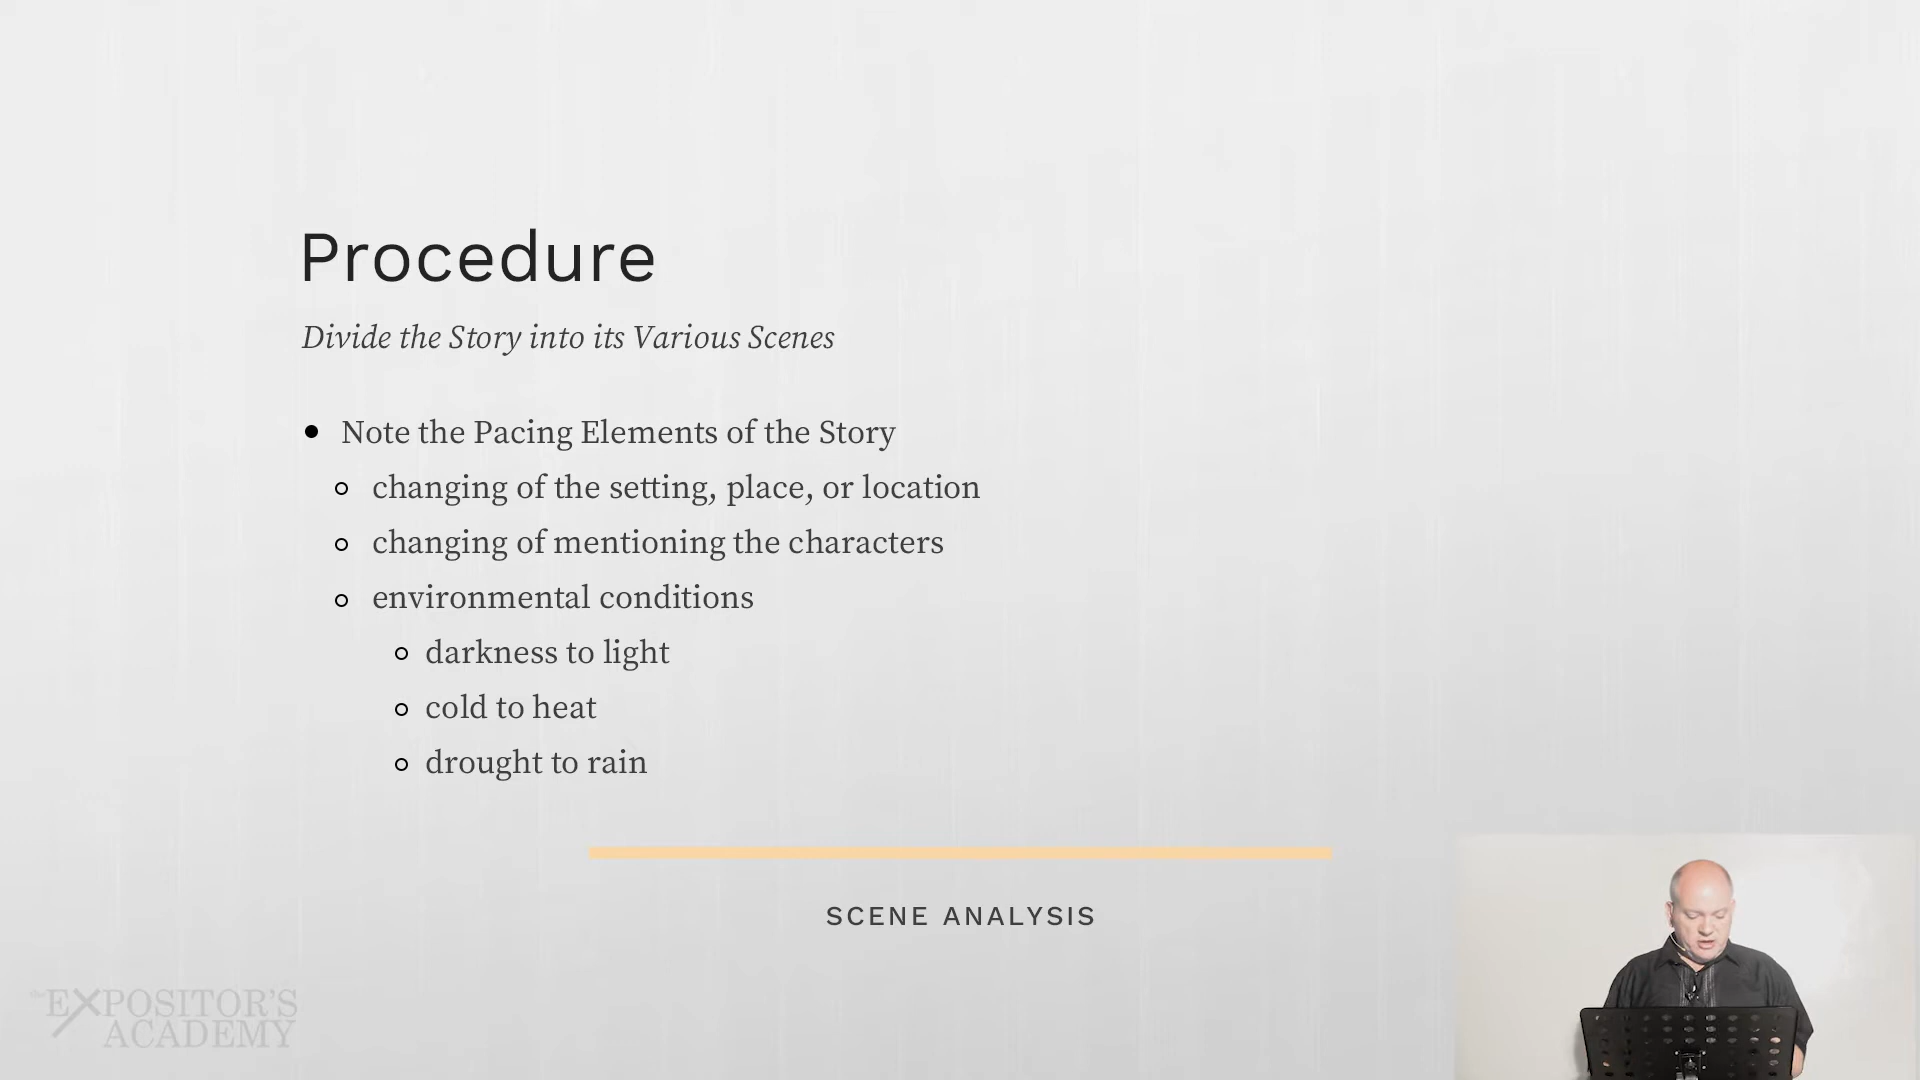 Procedure
Divide the Story into its Various Scenes
Note the Pacing Elements of the Story
changing of the setting, place, or location
changing of mentioning the characters
environmental conditions
darkness to light
cold to heat
drought to rain
SCENE ANALYSIS
the EXPOSITOR'S
ACADEMY